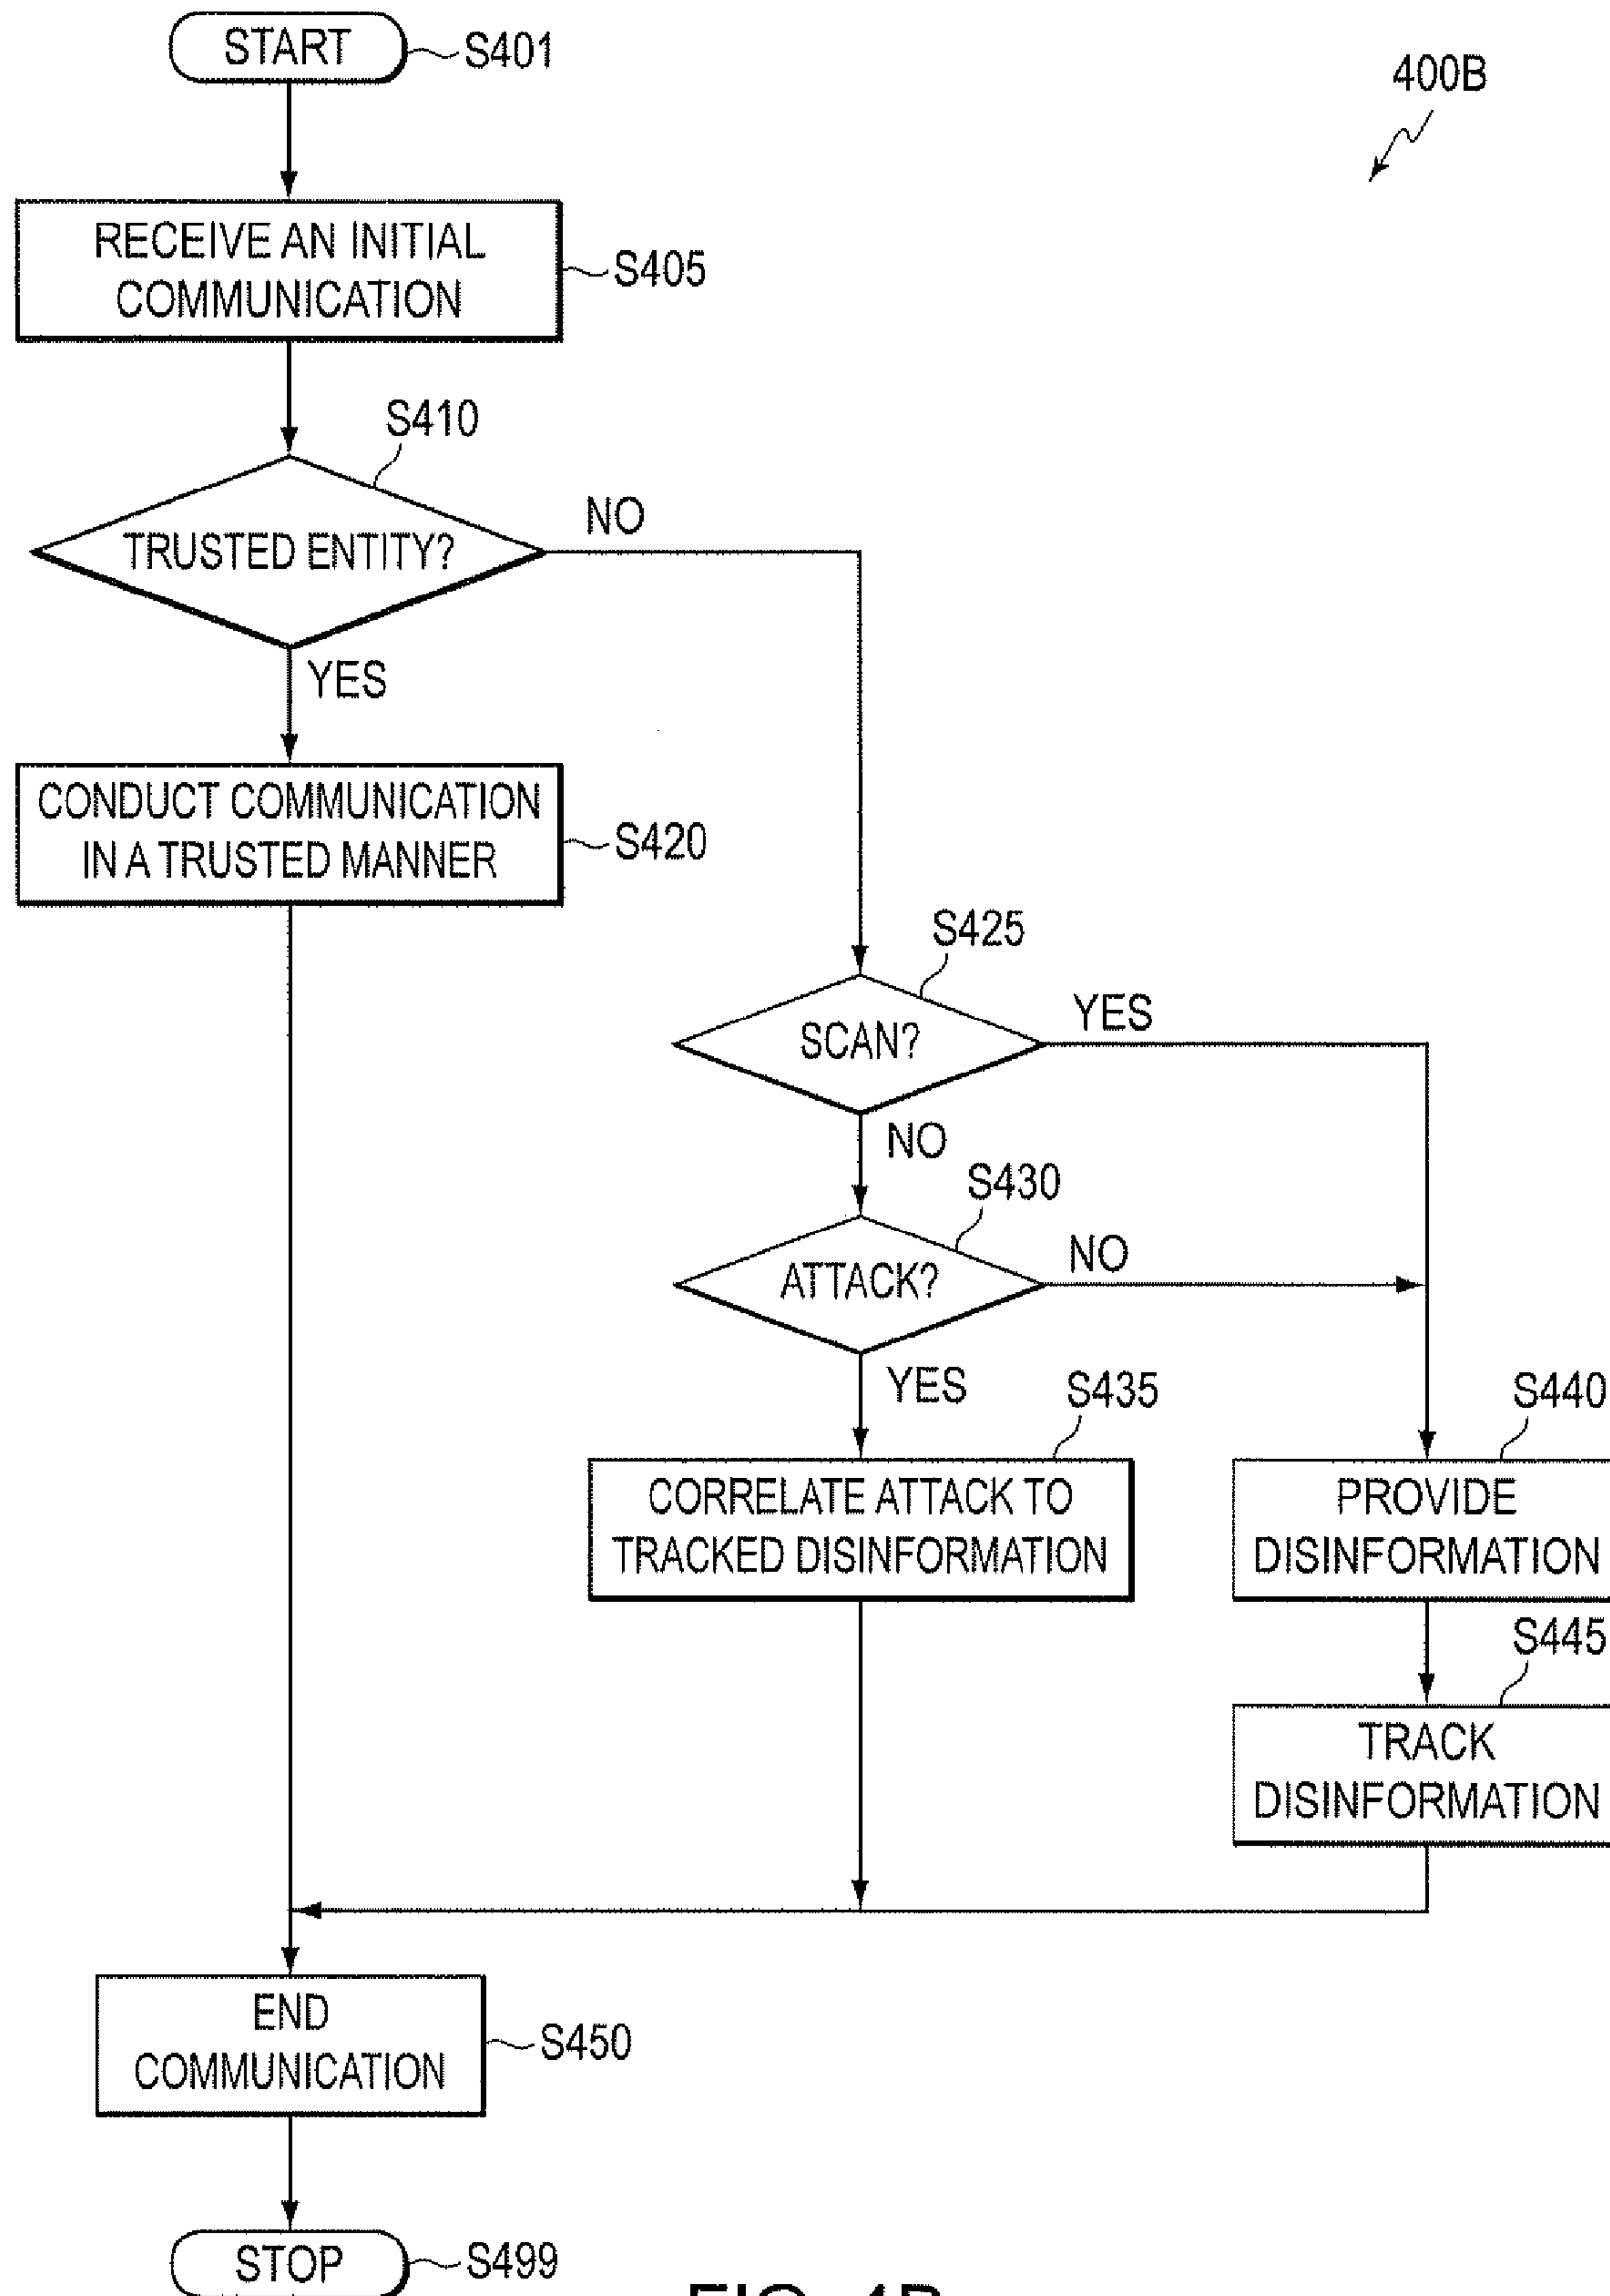 START
S401
400B
RECEIVE AN INITIAL
COMMUNICATION
S405
S410
TRUSTED ENTITY?
NO
YES
CONDUCT COMMUNICATION
IN A TRUSTED MANNER
S420
S425
SCAN?
YES
NO
S430
ATTACK?
NO
YES
S435
CORRELATE ATTACK TO
TRACKED DISINFORMATION
S440
PROVIDE
DISINFORMATION
S445
TRACK
DISINFORMATION
END
COMMUNICATION
S450
STOP
S499